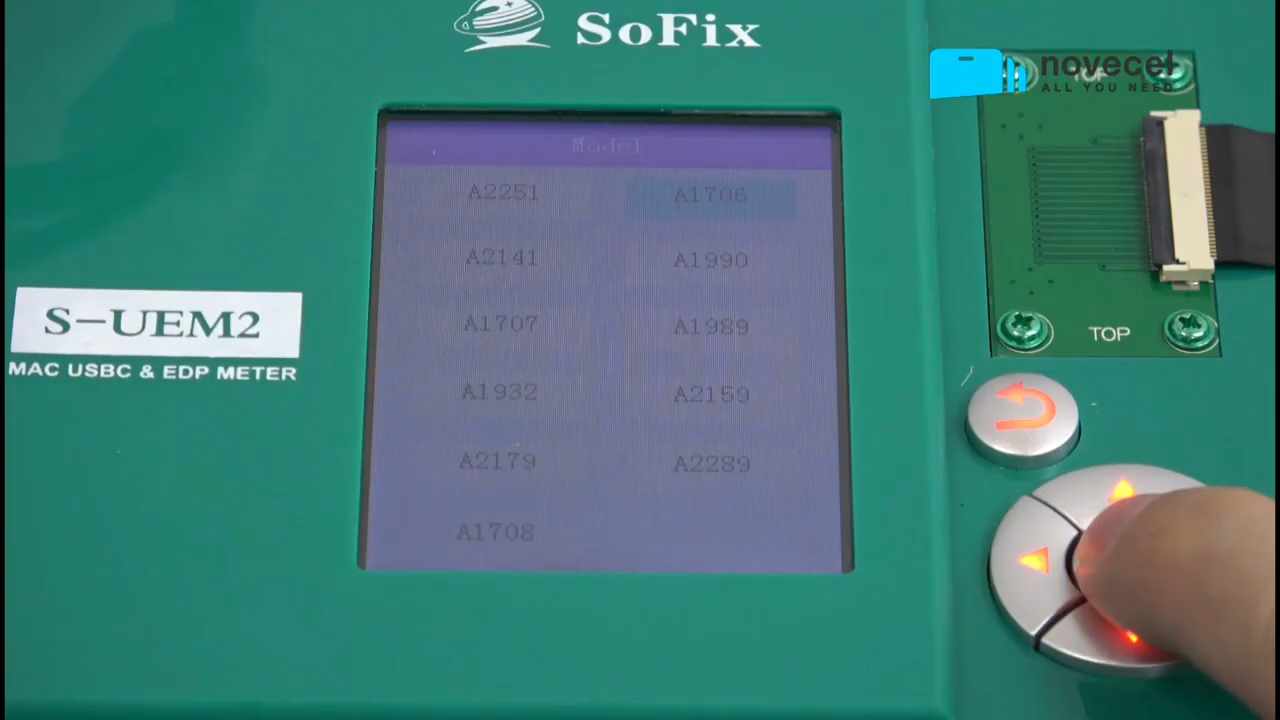 SoFix
novecel
ALL YOU NEED
TOP
Model
A2251 A1706
A2141 A1990
A1707 A1989
A1932 A2159
A2179 A2289
A1708
S-UEM2
MAC USBC & EDP METER
TOP